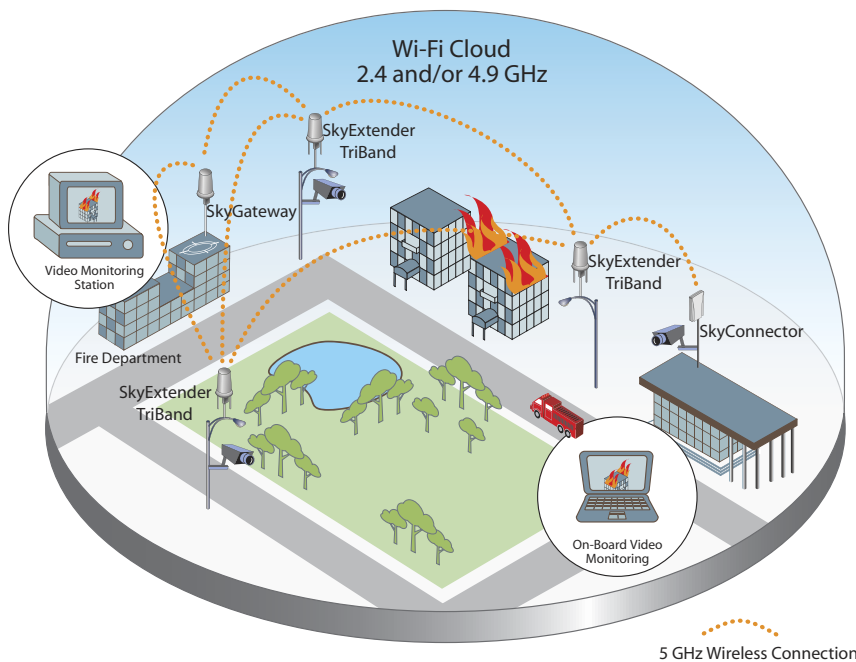 Wi-Fi Cloud
2.4 and/or 4.9 GHz
SkyExtender
TriBand
SkyGateway
Video Monitoring
Station
SkyExtender
TriBand
SkyConnector
Fire Department
SkyExtender
TriBand
On-Board Video
Monitoring
5 GHz Wireless Connection